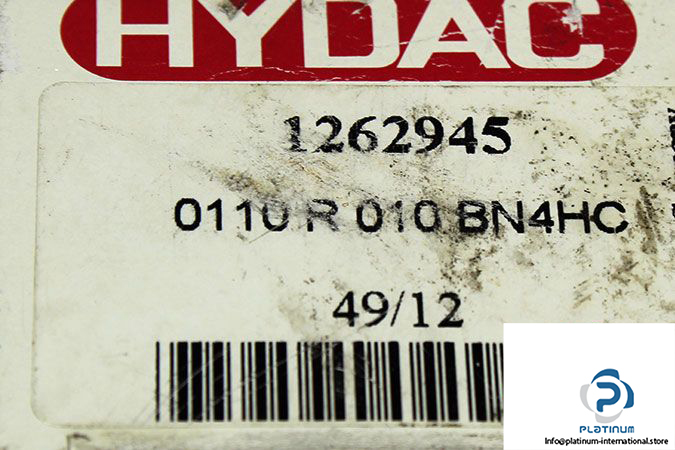 HYDAC
1262945
0110 R 010 BN4HC
49/12
PLATINUM
Info@platinum-international.store